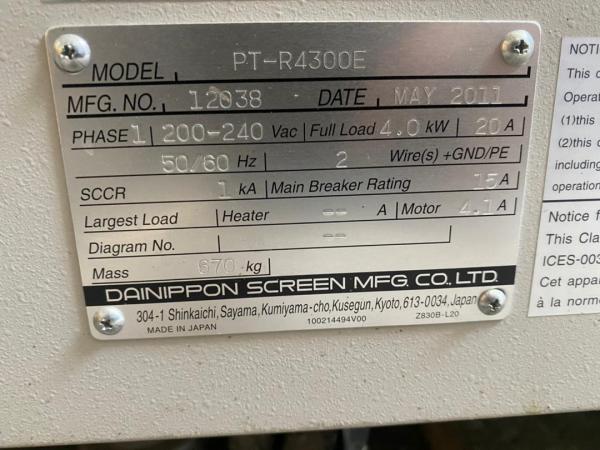 MODEL PT-R4300E
MFG. NO. 12038 DATE MAY 2011
PHASE 1 200-240 Vac Full Load 4.0 kW 20 A
50/60 Hz 2 Wire(s) +GND/PE
SCCR 1 kA Main Breaker Rating 15 A
Largest Load Heater -- A Motor 4.1 A
Diagram No. --
Mass 670 kg
DAINIPPON SCREEN MFG. CO. LTD.
304-1 Shinkaichi, Sayama, Kumiyama-cho, Kusegun, Kyoto, 613-0034, Japan
MADE IN JAPAN 100214494V00 Z830B-L20
NOTI
This d
Operat
(1)this
(2)this d
including
operation
Notice f
This Cla
ICES-003
Cet appar
à la norm